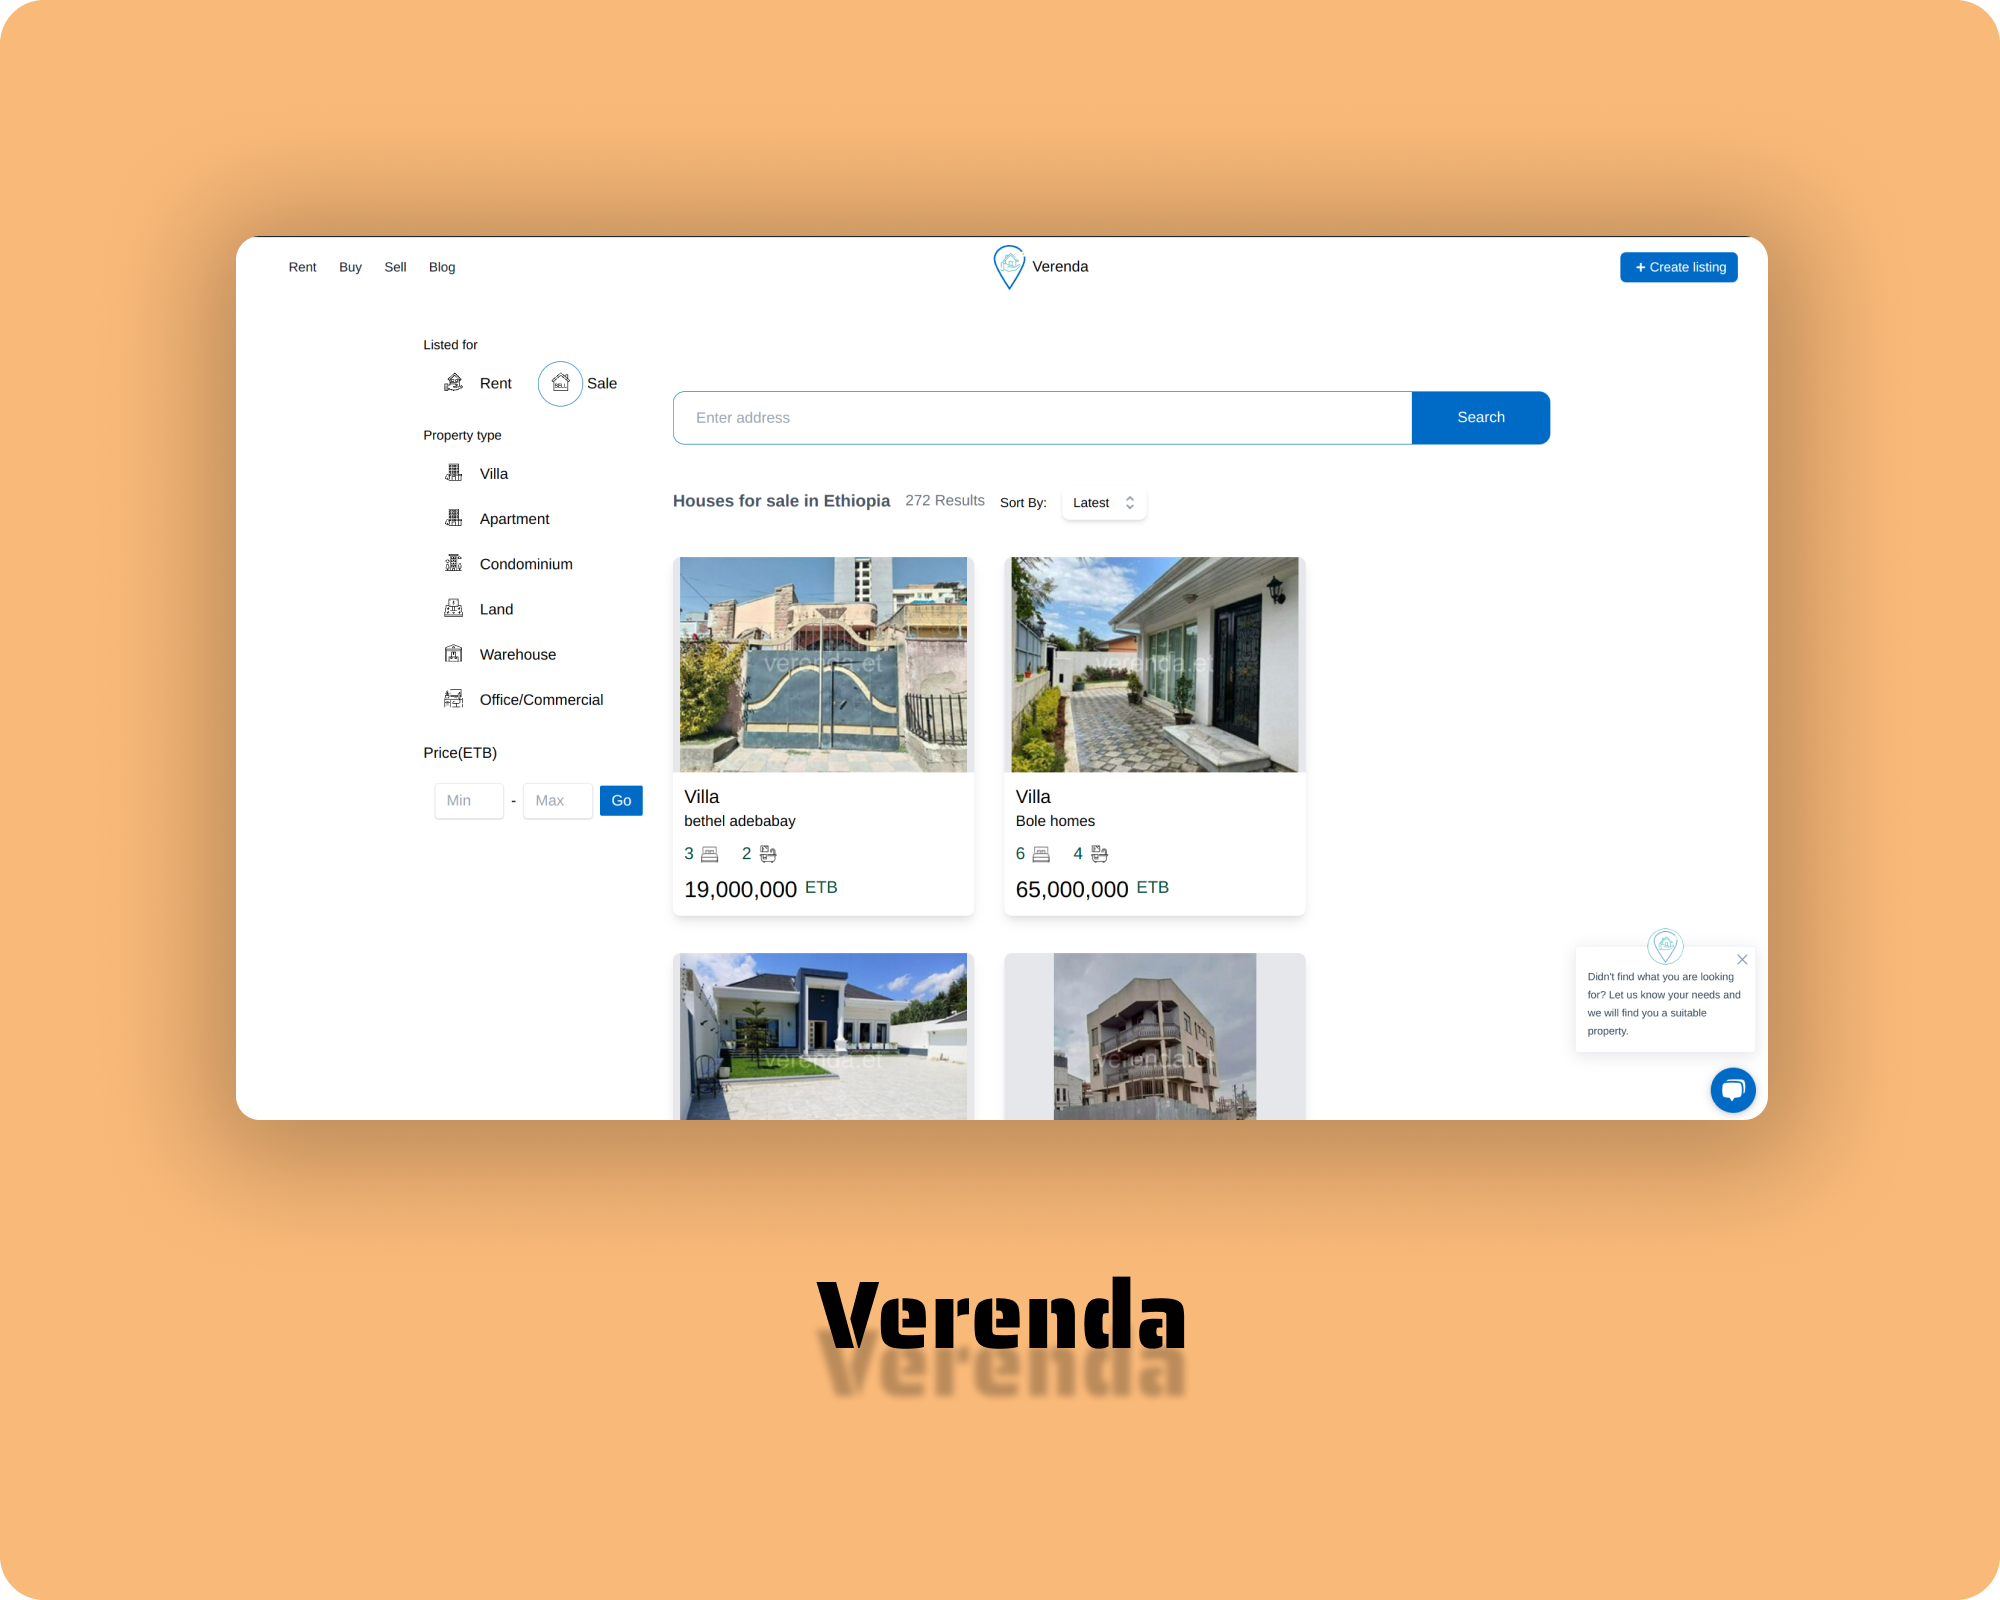 Rent Buy Sell Blog
Verenda
+ Create listing
Listed for
Rent Sale
Property type
Villa
Apartment
Condominium
Land
Warehouse
Office/Commercial
Price(ETB)
Min - Max Go
Enter address Search
Houses for sale in Ethiopia 272 Results Sort By: Latest
verenda.et
Villa
bethel adebabay
3 2
19,000,000 ETB
verenda.et
Villa
Bole homes
6 4
65,000,000 ETB
verenda.et
verenda.et
Didn't find what you are looking
for? Let us know your needs and
we will find you a suitable
property.
Verenda
Verenda